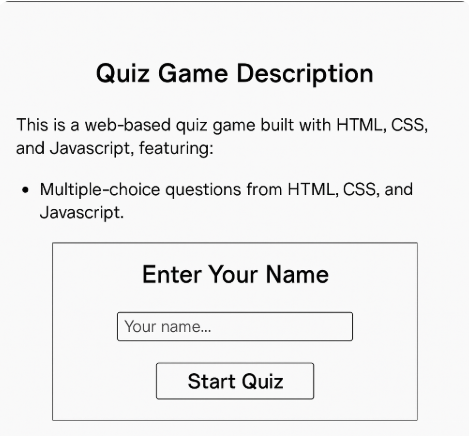 Quiz Game Description
This is a web-based quiz game built with HTML, CSS,
and Javascript, featuring:
• Multiple-choice questions from HTML, CSS, and
Javascript.
Enter Your Name
Your name...
Start Quiz